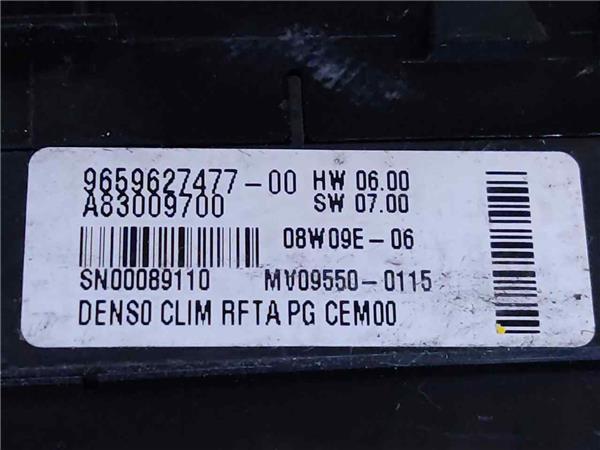 9659627477-00 HW 06.00
A83009700 SW 07.00
08W09E-06
SN00089110 MV09550-0115
DENSO CLIM RFTA PG CEM00